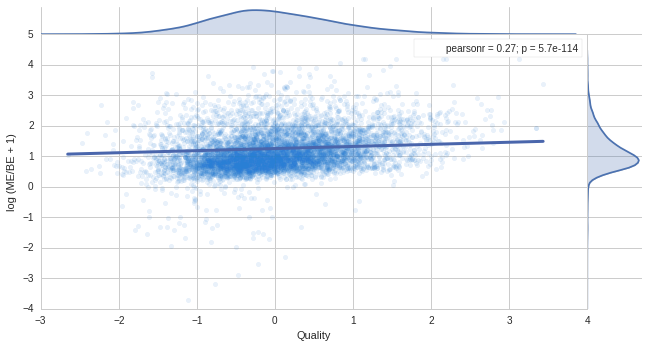 pearsonr = 0.27; p = 5.7e-114
5
4
3
2
1
0
−1
−2
−3
−4
log (ME/BE + 1)
−3 −2 −1 0 1 2 3 4
Quality